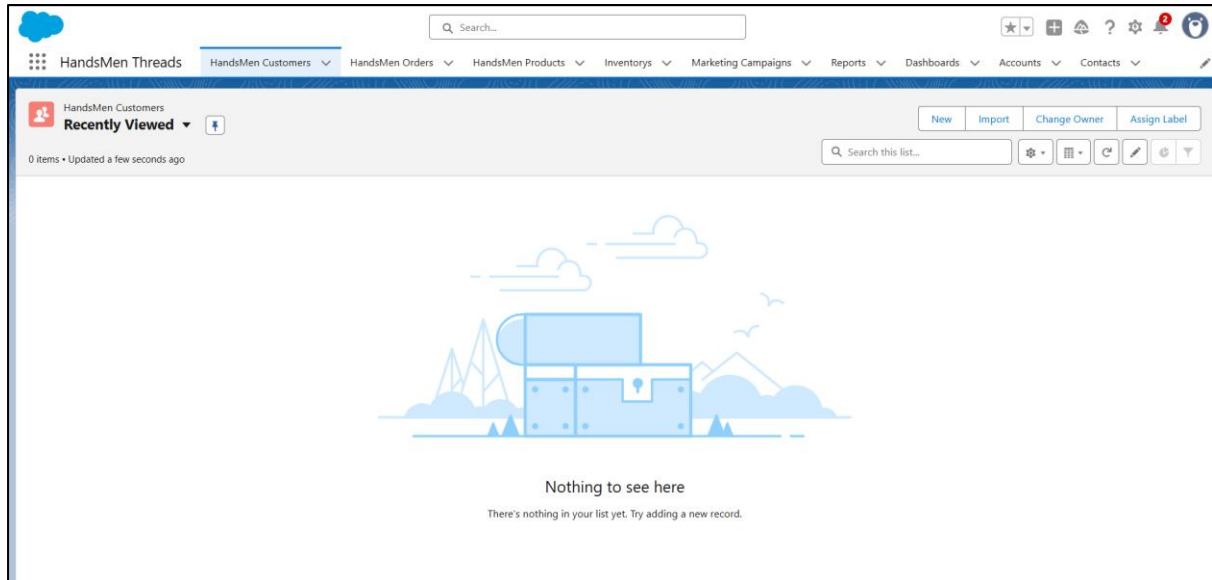 Search...
2
HandsMen Threads HandsMen Customers HandsMen Orders HandsMen Products Inventorys Marketing Campaigns Reports Dashboards Accounts Contacts
HandsMen Customers
Recently Viewed
New Import Change Owner Assign Label
0 items • Updated a few seconds ago
Search this list...
Nothing to see here
There's nothing in your list yet. Try adding a new record.